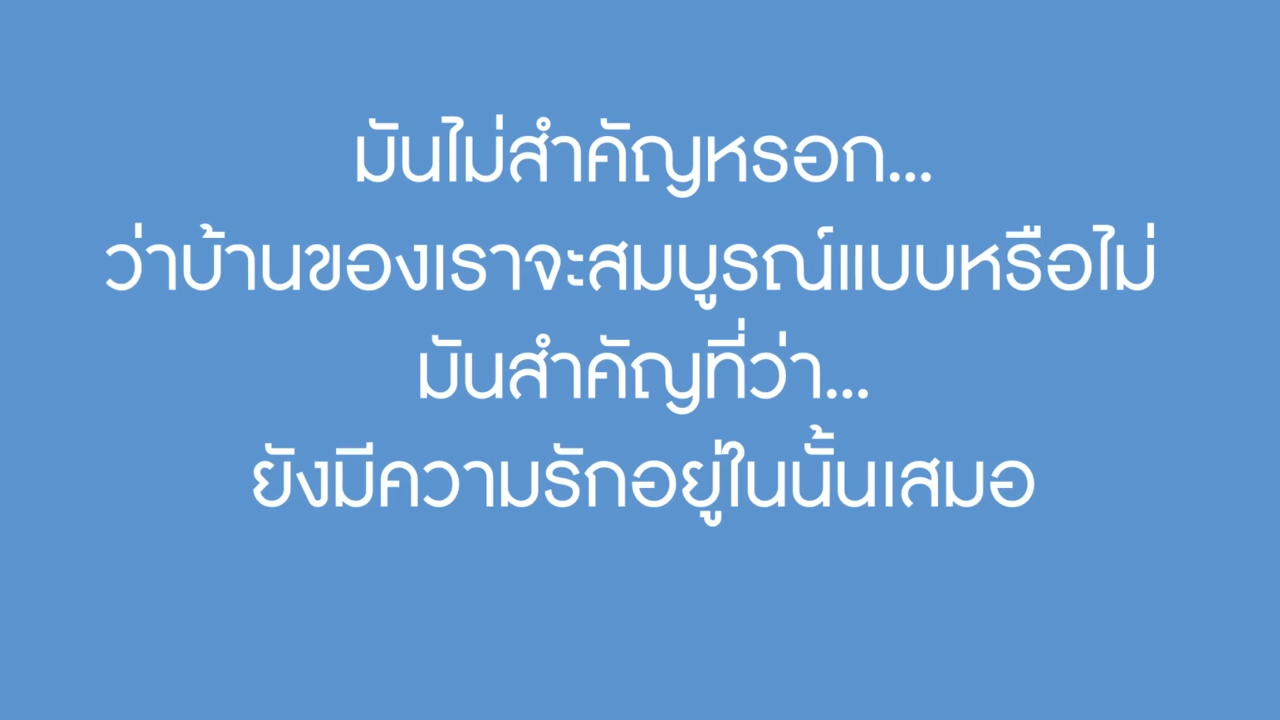 มันไม่สำคัญหรอก...
ว่าบ้านของเราจะสมบูรณ์แบบหรือไม่
มันสำคัญที่ว่า...
ยังมีความรักอยู่ในนั้นเสมอ